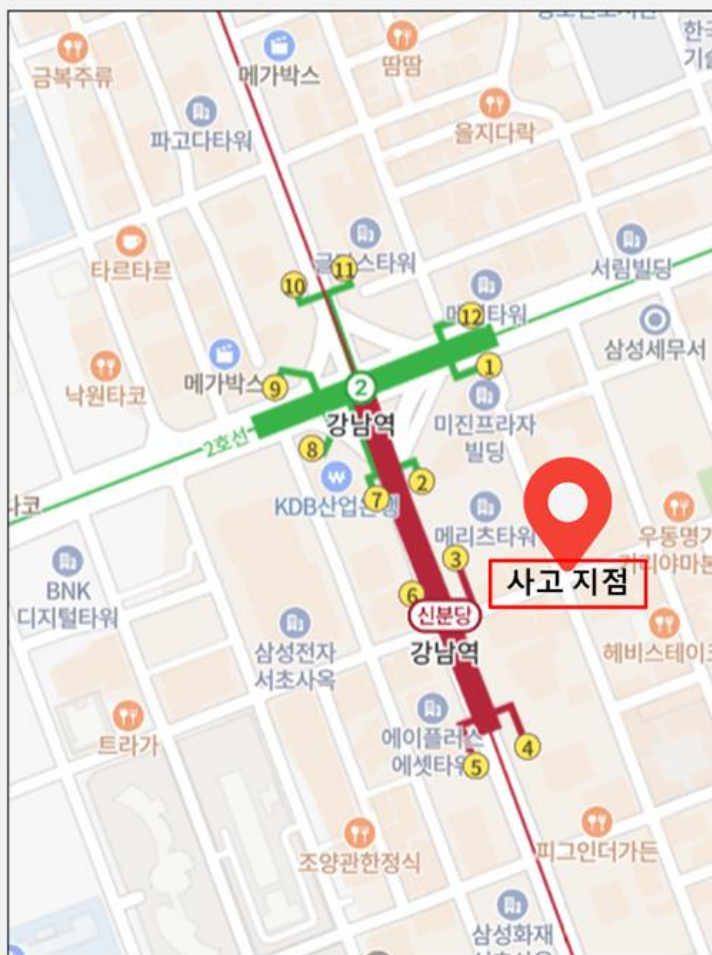 금복주류
메가박스
땀땀
한국
기술
파고다타워
을지다락
타르타르
10
11
서림빌딩
12
삼성세무서
낙원타코
메가박스
9
1
2
강남역
2호선
미진프라자
빌딩
8
KDB산업은행
7
2
타코
메리츠타워
우동명가
기리야마본
3
사고 지점
BNK
디지털타워
6
신분당
강남역
삼성전자
서초사옥
헤비스테이크
트라가
에이플러스
에셋타워
5
4
조양관한정식
피그인더가든
삼성화재